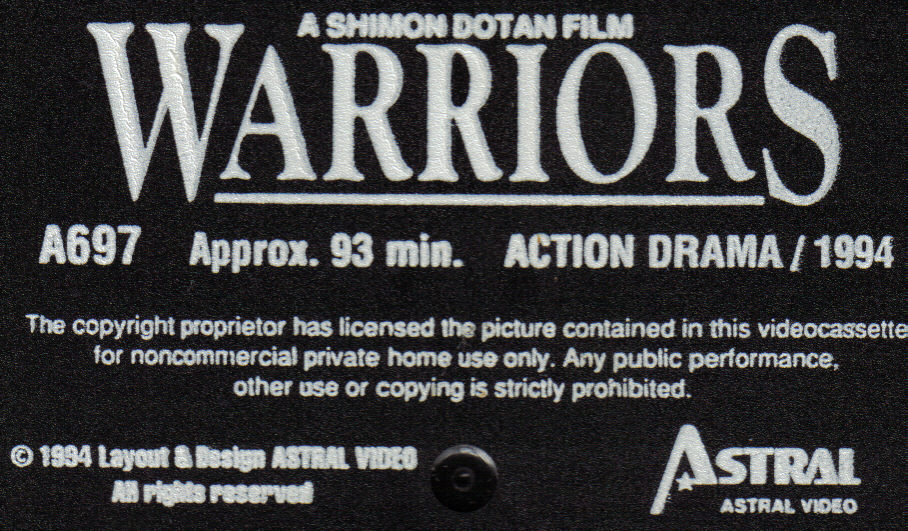 A SHIMON DOTAN FILM
WARRIORS
A697 Approx. 93 min. ACTION DRAMA / 1994
The copyright proprietor has licensed the picture contained in this videocassette
for noncommercial private home use only. Any public performance,
other use or copying is strictly prohibited.
© 1994 Layout & Design ASTRAL VIDEO
All rights reserved
ASTRAL
ASTRAL VIDEO